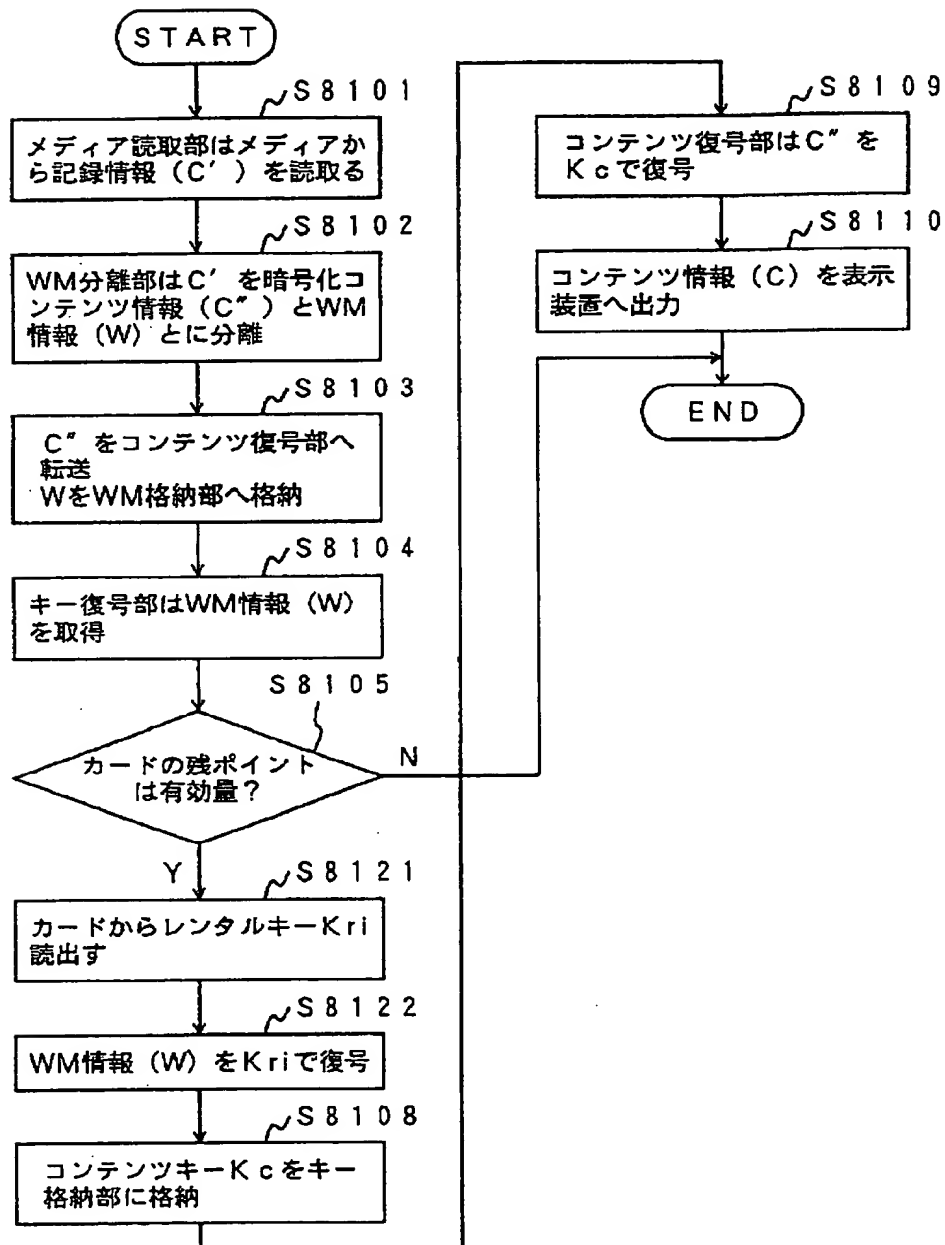 START
S8101
メディア読取部はメディアか
ら記録情報（C′）を読取る
S8102
WM分離部はC′を暗号化コ
ンテンツ情報（C″）とWM
情報（W）とに分離
S8103
C″をコンテンツ復号部へ
転送
WをWM格納部へ格納
S8104
キー復号部はWM情報（W）
を取得
S8105
カードの残ポイント
は有効量？
N
Y
S8121
カードからレンタルキーKri
読出す
S8122
WM情報（W）をKriで復号
S8108
コンテンツキーKcをキー
格納部に格納
S8109
コンテンツ復号部はC″を
Kcで復号
S8110
コンテンツ情報（C）を表示
装置へ出力
END